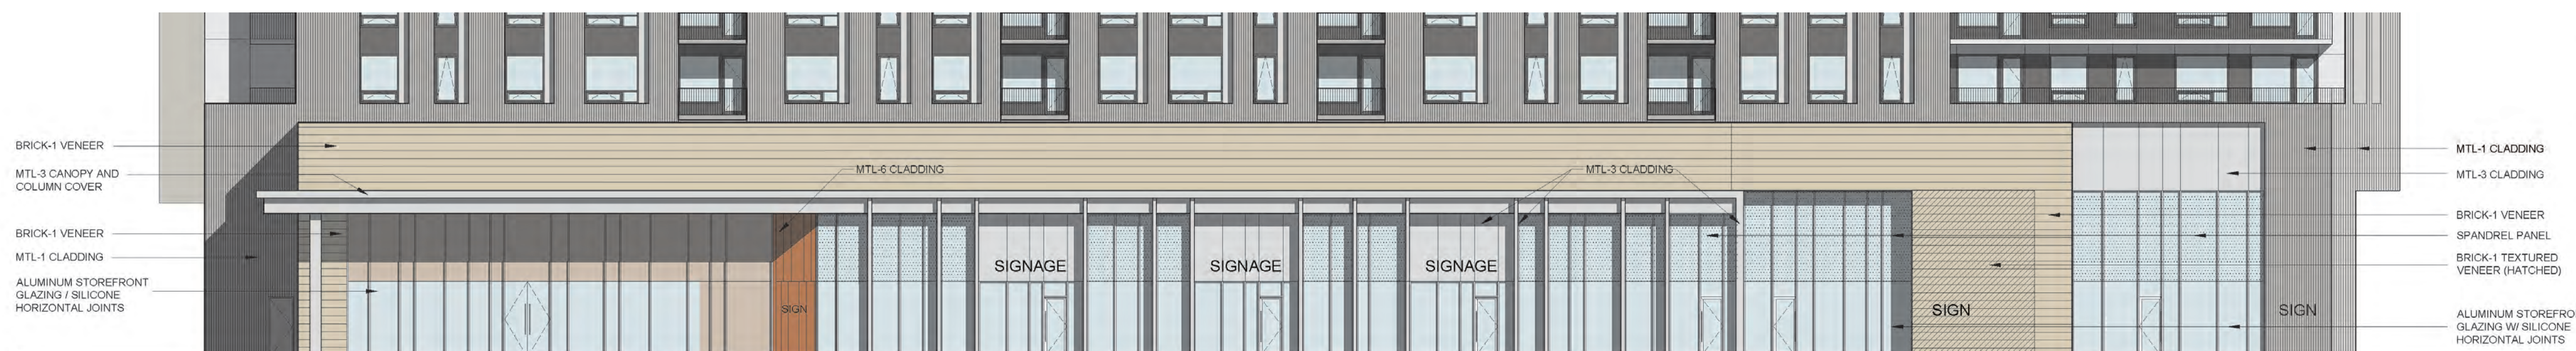 BRICK-1 VENEER
MTL-3 CANOPY AND
COLUMN COVER
BRICK-1 VENEER
MTL-1 CLADDING
ALUMINUM STOREFRONT
GLAZING / SILICONE
HORIZONTAL JOINTS
MTL-6 CLADDING
SIGN
SIGNAGE
SIGNAGE
SIGNAGE
MTL-3 CLADDING
SIGN
SIGN
MTL-1 CLADDING
MTL-3 CLADDING
BRICK-1 VENEER
SPANDREL PANEL
BRICK-1 TEXTURED
VENEER (HATCHED)
ALUMINUM STOREFRO
GLAZING W/ SILICONE
HORIZONTAL JOINTS